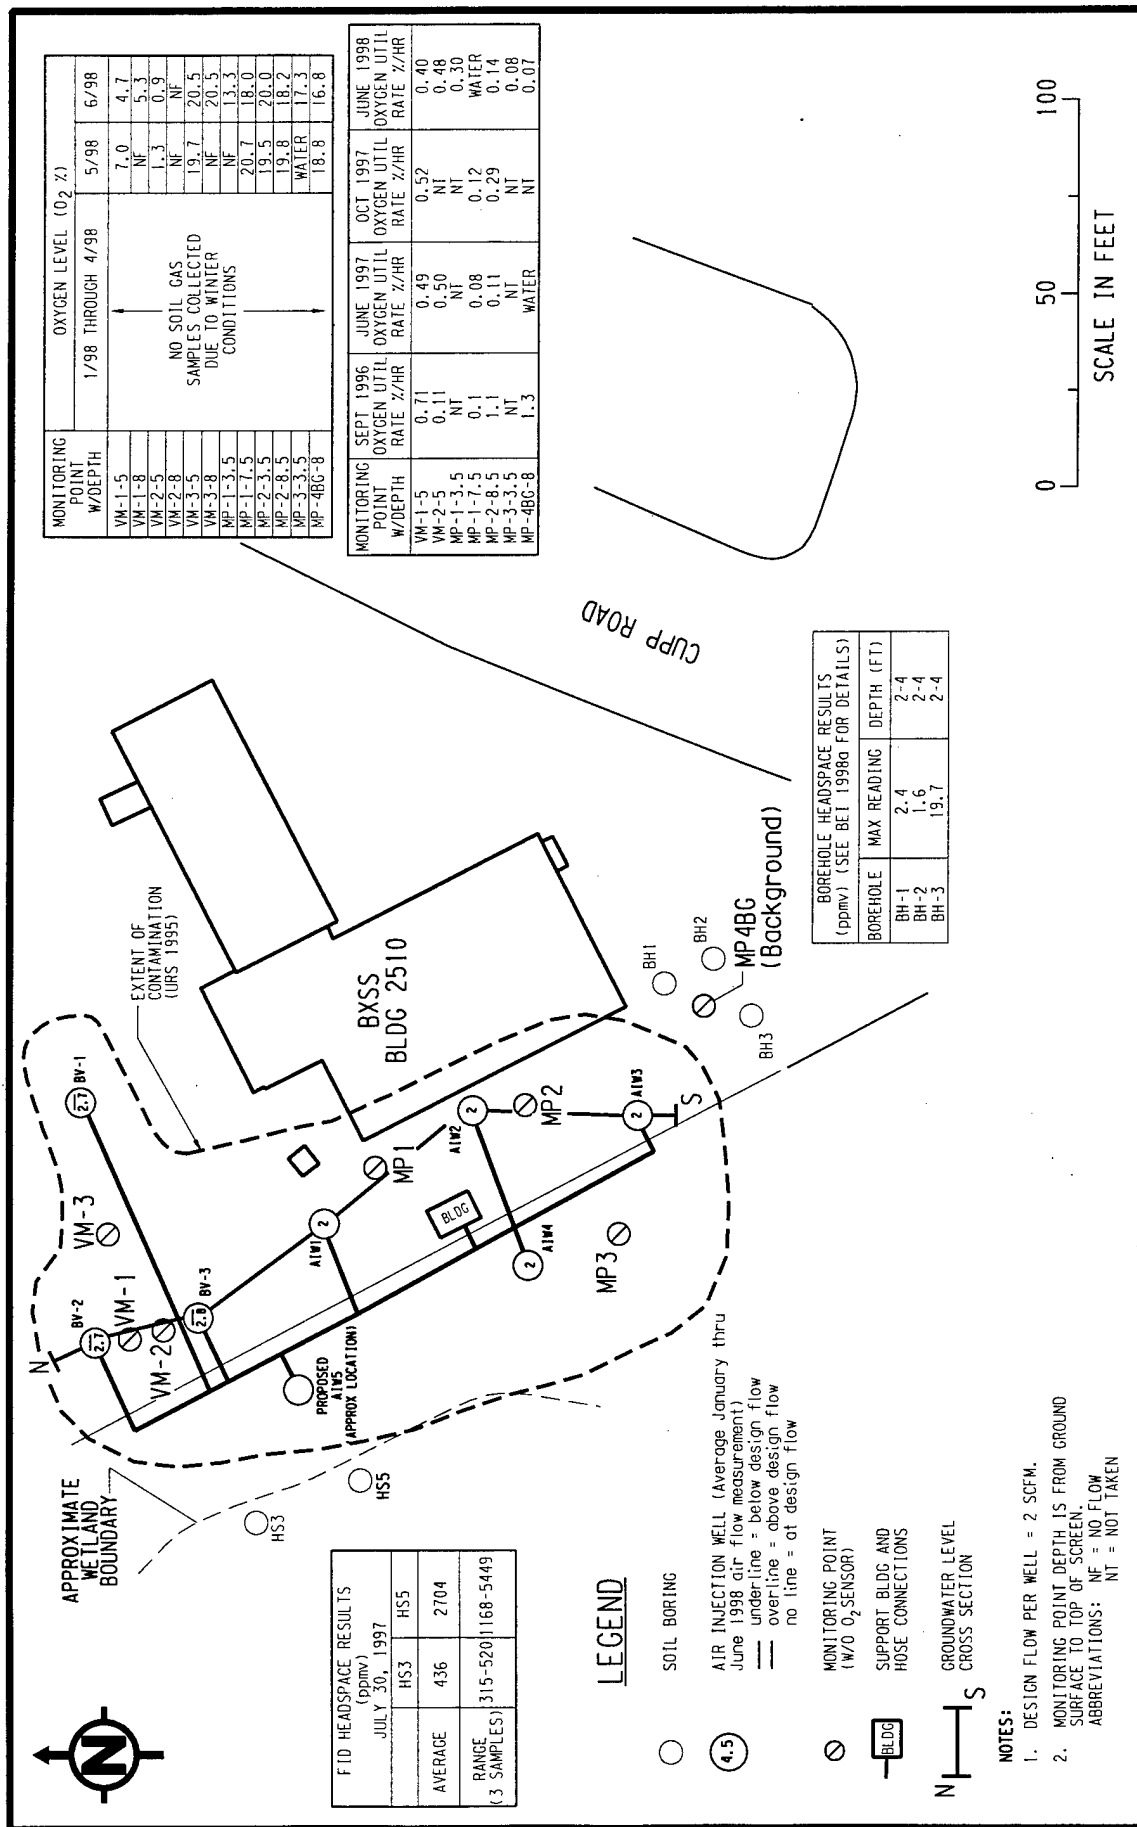 MONITORING POINT W/DEPTH | OXYGEN LEVEL (O2 %)
1/98 THROUGH 4/98 | 5/98 | 6/98
VM-1-5 | 7.0 | 4.7
VM-1-8 | NF | 5.3
VM-2-5 | 1.3 | 0.9
VM-2-8 | NF | NF
VM-3-5 | 19.7 | 20.5
VM-3-8 | NF | 20.5
MP-1-3.5 | NF | 13.3
MP-1-7.5 | 20.7 | 18.0
MP-2-3.5 | 19.5 | 20.0
MP-2-8.5 | 19.8 | 18.2
MP-3-3.5 | WATER | 17.3
MP-4BG-8 | 18.8 | 16.8
NO SOIL GAS
SAMPLES COLLECTED
DUE TO WINTER
CONDITIONS
MONITORING POINT W/DEPTH | SEPT 1996 OXYGEN UTIL RATE %/HR | JUNE 1997 OXYGEN UTIL RATE %/HR | OCT 1997 OXYGEN UTIL RATE %/HR | JUNE 1998 OXYGEN UTIL RATE %/HR
VM-1-5 | 0.71 | 0.49 | 0.52 | 0.40
VM-2-5 | 0.11 | 0.50 | NT | 0.48
MP-1-3.5 | NT | NT | NT | 0.30
MP-1-7.5 | 0.1 | 0.08 | 0.12 | WATER
MP-2-8.5 | 1.1 | 0.11 | 0.29 | 0.14
MP-3-3.5 | NT | NT | NT | 0.08
MP-4BG-8 | 1.3 | WATER | NT | 0.07
N
APPROXIMATE
WETLAND
BOUNDARY
EXTENT OF
CONTAMINATION
(URS 1995)
N
BV-2
2.7
VM-1
VM-2
VM-3
2.7
BV-1
2.8
BV-3
PROPOSED
AIW5
(APPROX LOCATION)
HS3
HS5
AIW1
2
MP1
BLDG
AIW2
2
MP2
AIW4
2
MP3
AIW3
2
S
BXSS
BLDG 2510
BH1
BH2
BH3
MP4BG
(Background)
CUPP ROAD
FID HEADSPACE RESULTS
(ppmv)
JULY 30, 1997
HS3 | HS5
AVERAGE | 436 | 2704
RANGE (3 SAMPLES) | 315-520 | 1168-5449
BOREHOLE HEADSPACE RESULTS
(ppmv) (SEE BEI 1998a FOR DETAILS)
BOREHOLE | MAX READING | DEPTH (FT)
BH-1 | 2.4 | 2-4
BH-2 | 1.6 | 2-4
BH-3 | 19.7 | 2-4
LEGEND
SOIL BORING
4.5
AIR INJECTION WELL (Average January thru
June 1998 air flow measurement)
underline = below design flow
overline = above design flow
no line = at design flow
MONITORING POINT
(W/O O2 SENSOR)
BLDG
SUPPORT BLDG AND
HOSE CONNECTIONS
N S
GROUNDWATER LEVEL
CROSS SECTION
NOTES:
1. DESIGN FLOW PER WELL = 2 SCFM.
2. MONITORING POINT DEPTH IS FROM GROUND
SURFACE TO TOP OF SCREEN.
ABBREVIATIONS: NF = NO FLOW
NT = NOT TAKEN
0 50 100
SCALE IN FEET